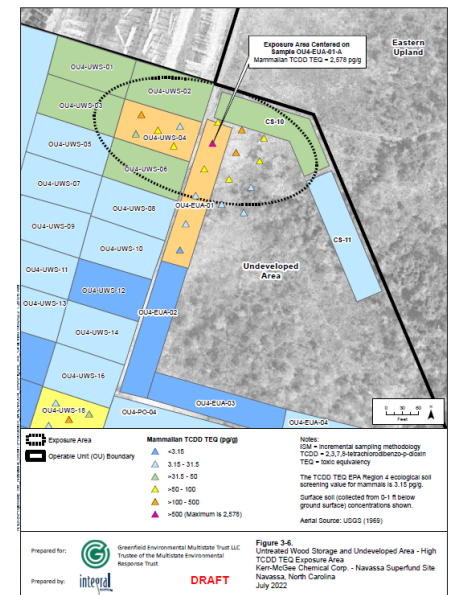 Exposure Area Centered on
Sample OU4-EUA-01-A
Mammalian TCDD TEQ = 2,578 pg/g
Eastern
Upland
OU4-UWS-01
OU4-UWS-02
OU4-UWS-03
CS-10
OU4-UWS-04
OU4-UWS-05
OU4-UWS-06
OU4-UWS-07
OU4-UWS-08
OU4-EUA-01
OU4-UWS-09
OU4-UWS-10
CS-11
OU4-UWS-11
Undeveloped
Area
OU4-UWS-12
OU4-UWS-13
OU4-EUA-02
OU4-UWS-14
OU4-UWS-16
OU4-UWS-18
OU4-PO-04
OU4-EUA-03
OU4-EUA-04
0 30 60
Feet
N
Exposure Area
Operable Unit (OU) Boundary
Mammalian TCDD TEQ (pg/g)
<3.15
3.15 - 31.5
>31.5 - 50
>50 - 100
>100 - 500
>500 (Maximum is 2,578)
Notes:
ISM = Incremental sampling methodology
TCDD = 2,3,7,8-tetrachlorodibenzo-p-dioxin
TEQ = toxic equivalency
The TCDD TEQ EPA Region 4 ecological soil
screening value for mammals is 3.15 pg/g.
Surface soil (collected from 0-1 ft below
ground surface) concentrations shown.
Aerial Source: USGS (1969)
Prepared for:
Greenfield Environmental Multistate Trust LLC
Trustee of the Multistate Environmental
Response Trust
Prepared by:
integral
DRAFT
Figure 3-6.
Untreated Wood Storage and Undeveloped Area - High
TCDD TEQ Exposure Area
Kerr-McGee Chemical Corp. - Navassa Superfund Site
Navassa, North Carolina
July 2022